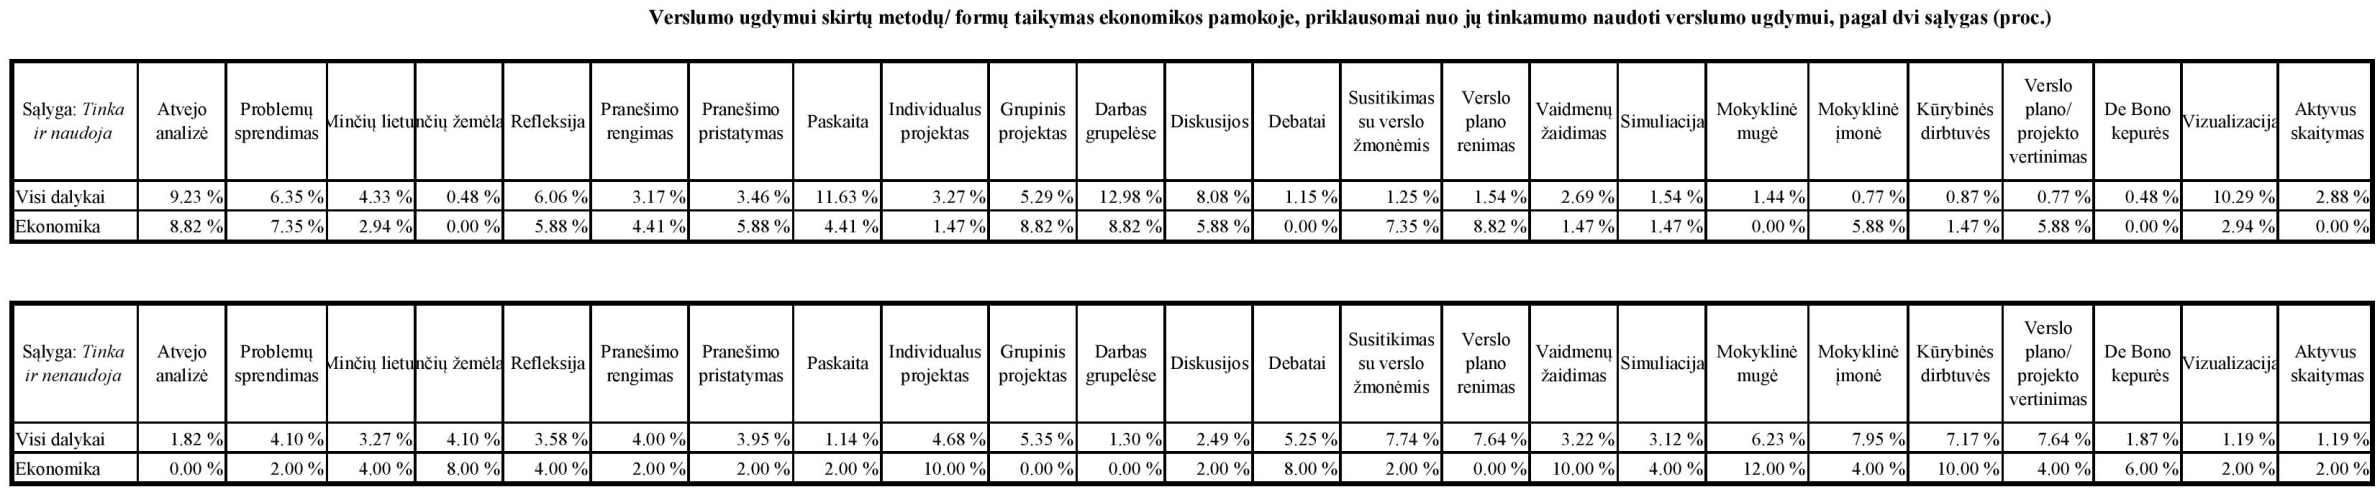 Verslumo ugdymui skirtų metodų/ formų taikymas ekonomikos pamokoje, priklausomai nuo jų tinkamumo naudoti verslumo ugdymui, pagal dvi sąlygas (proc.)
Sąlyga: Tinka ir naudoja Atvejo analizė Problemų sprendimas Minčių lietu nčių žemėla Refleksija Pranešimo rengimas Pranešimo pristatymas Paskaita Individualus projektas Grupinis projektas Darbas grupelėse Diskusijos Debatai Susitikimas su verslo žmonėmis Verslo plano renimas Vaidmenų žaidimas Simuliacija Mokyklinė mugė Mokyklinė įmonė Kūrybinės dirbtuvės Verslo plano/ projekto vertinimas De Bono kepurės Vizualizacija Aktyvus skaitymas
Visi dalykai 9.23 % 6.35 % 4.33 % 0.48 % 6.06 % 3.17 % 3.46 % 11.63 % 3.27 % 5.29 % 12.98 % 8.08 % 1.15 % 1.25 % 1.54 % 2.69 % 1.54 % 1.44 % 0.77 % 0.87 % 0.77 % 0.48 % 10.29 % 2.88 %
Ekonomika 8.82 % 7.35 % 2.94 % 0.00 % 5.88 % 4.41 % 5.88 % 4.41 % 1.47 % 8.82 % 8.82 % 5.88 % 0.00 % 7.35 % 8.82 % 1.47 % 1.47 % 0.00 % 5.88 % 1.47 % 5.88 % 0.00 % 2.94 % 0.00 %
Sąlyga: Tinka ir nenaudoja Atvejo analizė Problemų sprendimas Minčių lietu nčių žemėla Refleksija Pranešimo rengimas Pranešimo pristatymas Paskaita Individualus projektas Grupinis projektas Darbas grupelėse Diskusijos Debatai Susitikimas su verslo žmonėmis Verslo plano renimas Vaidmenų žaidimas Simuliacija Mokyklinė mugė Mokyklinė įmonė Kūrybinės dirbtuvės Verslo plano/ projekto vertinimas De Bono kepurės Vizualizacija Aktyvus skaitymas
Visi dalykai 1.82 % 4.10 % 3.27 % 4.10 % 3.58 % 4.00 % 3.95 % 1.14 % 4.68 % 5.35 % 1.30 % 2.49 % 5.25 % 7.74 % 7.64 % 3.22 % 3.12 % 6.23 % 7.95 % 7.17 % 7.64 % 1.87 % 1.19 % 1.19 %
Ekonomika 0.00 % 2.00 % 4.00 % 8.00 % 4.00 % 2.00 % 2.00 % 2.00 % 10.00 % 0.00 % 0.00 % 2.00 % 8.00 % 2.00 % 0.00 % 10.00 % 4.00 % 12.00 % 4.00 % 10.00 % 4.00 % 6.00 % 2.00 % 2.00 %